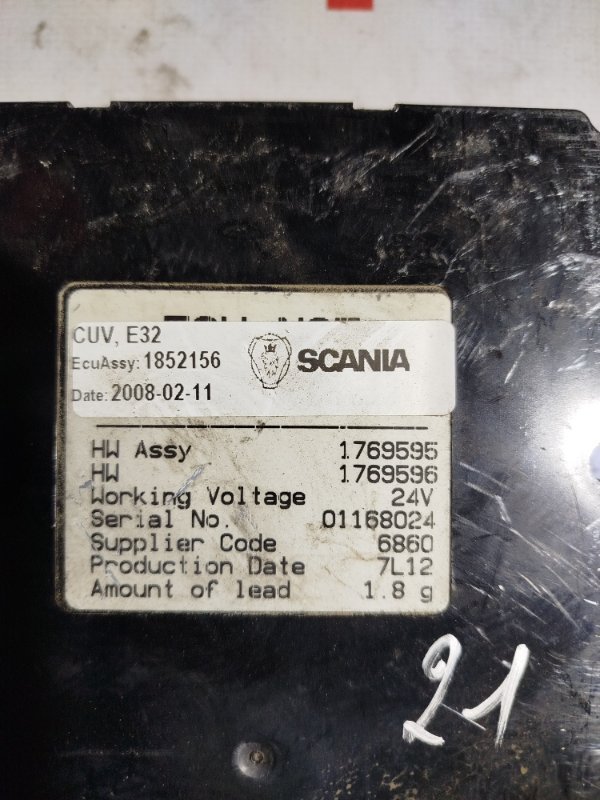 CUV, E32
EcuAssy: 1852156
SCANIA
Date: 2008-02-11
HW Assy 1769595
HW 1769596
Working Voltage 24V
Serial No. 01168024
Supplier Code 6860
Production Date 7L12
Amount of lead 1.8 g
21